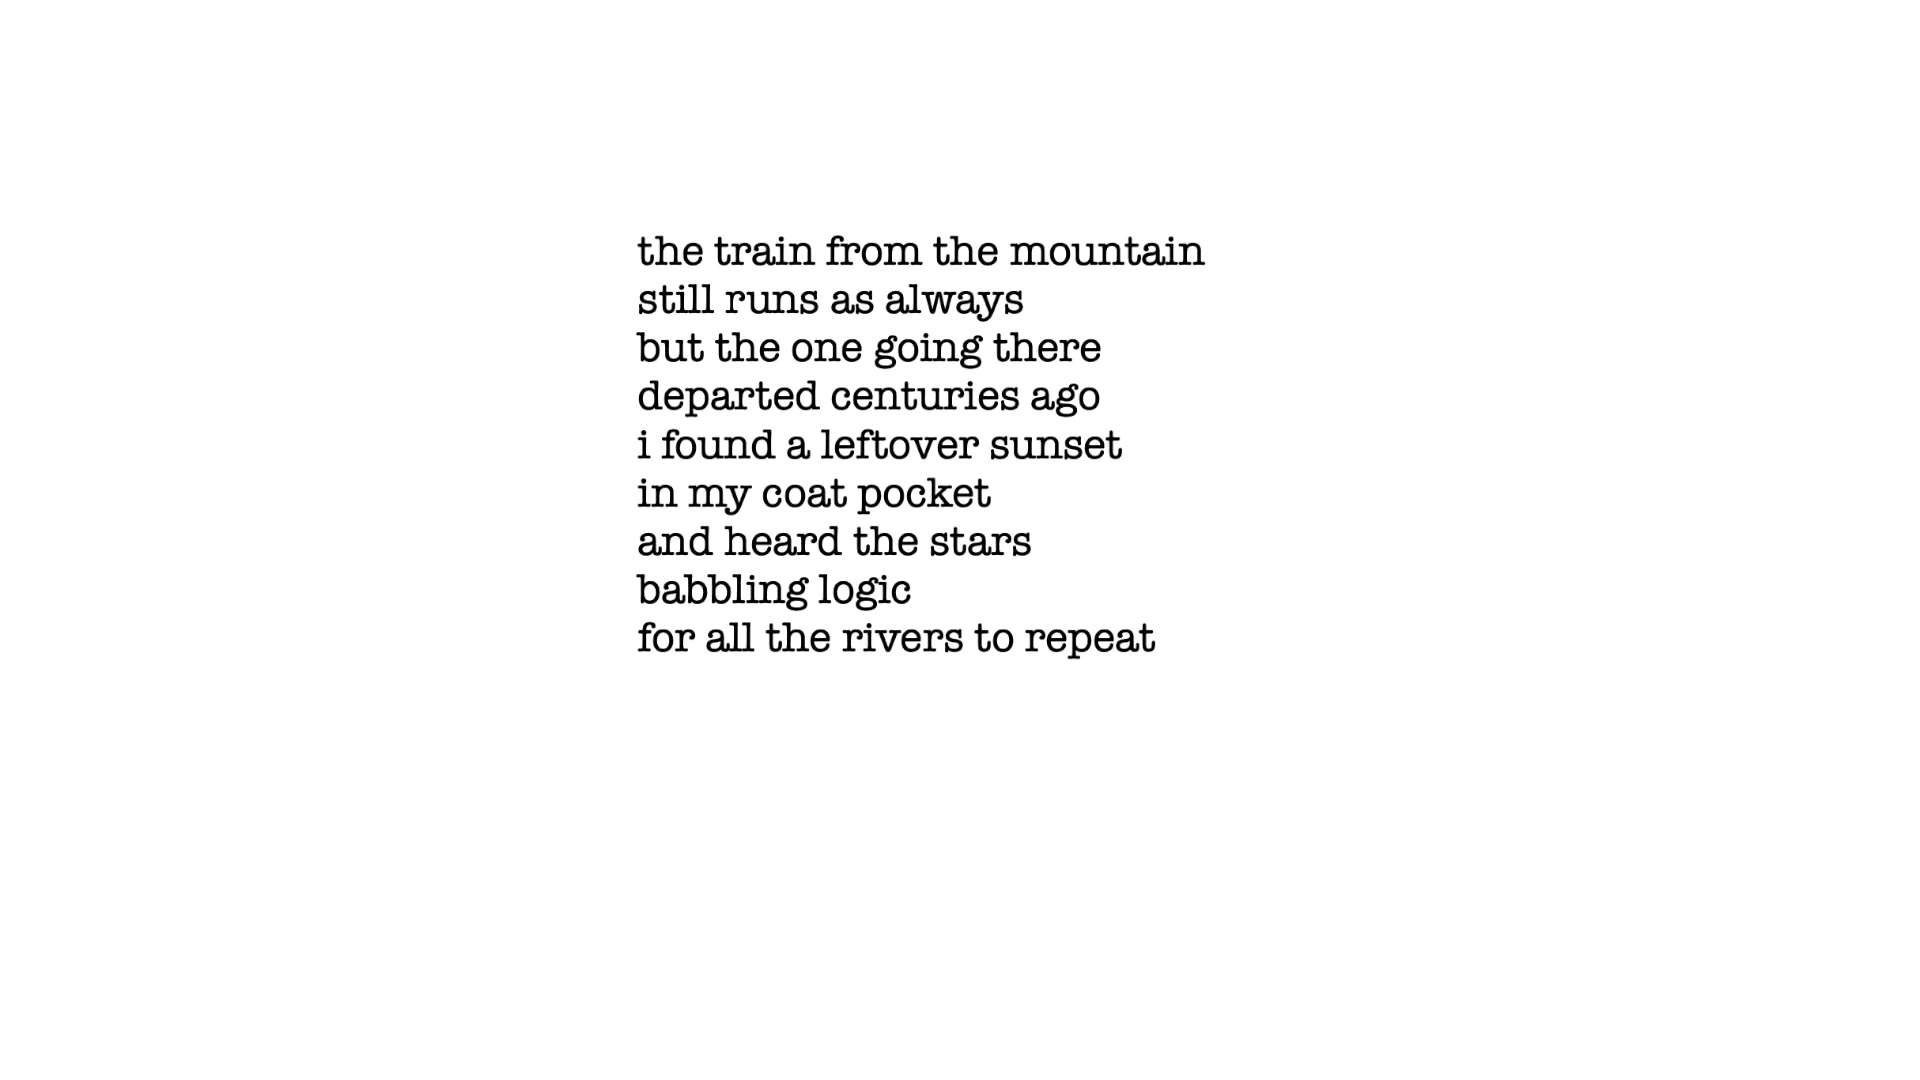 the train from the mountain
still runs as always
but the one going there
departed centuries ago
i found a leftover sunset
in my coat pocket
and heard the stars
babbling logic
for all the rivers to repeat